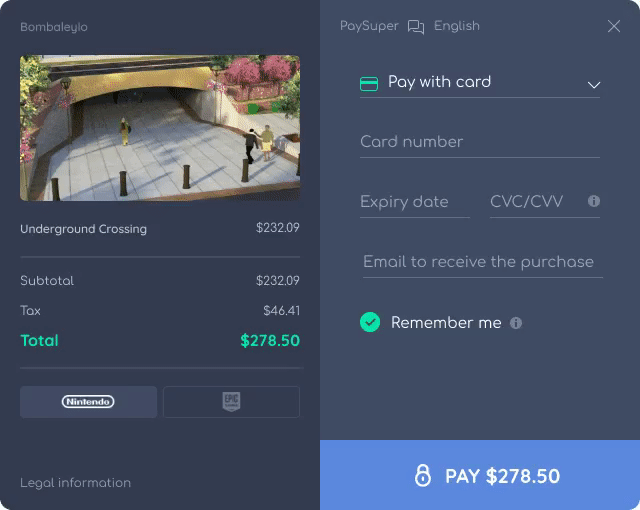 Bombaleyło
Underground Crossing $232.09
Subtotal $232.09
Tax $46.41
Total $278.50
Nintendo
EPIC
Legal information
PaySuper English
Pay with card
Card number
Expiry date CVC/CVV
Email to receive the purchase
Remember me
PAY $278.50